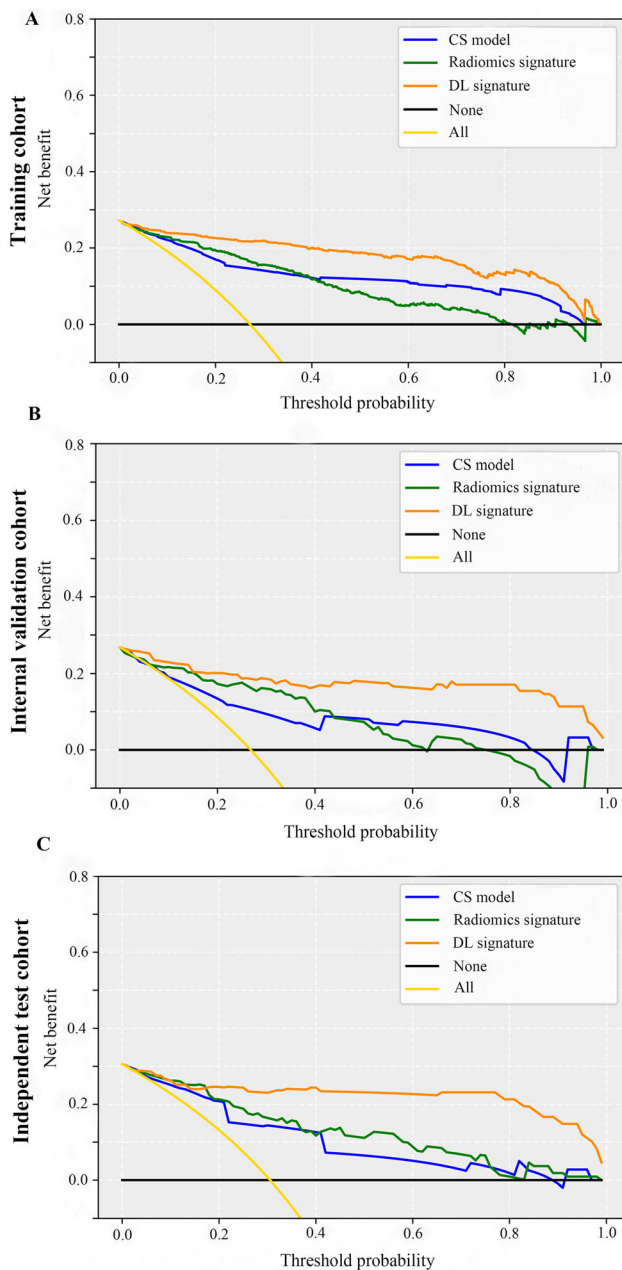 A
0.8
0.6
0.4
0.2
0.0
Training cohort
Net benefit
CS model
Radiomics signature
DL signature
None
All
0.0 0.2 0.4 0.6 0.8 1.0
Threshold probability
B
0.8
0.6
0.4
0.2
0.0
Internal validation cohort
Net benefit
CS model
Radiomics signature
DL signature
None
All
0.0 0.2 0.4 0.6 0.8 1.0
Threshold probability
C
0.8
0.6
0.4
0.2
0.0
Independent test cohort
Net benefit
CS model
Radiomics signature
DL signature
None
All
0.0 0.2 0.4 0.6 0.8 1.0
Threshold probability